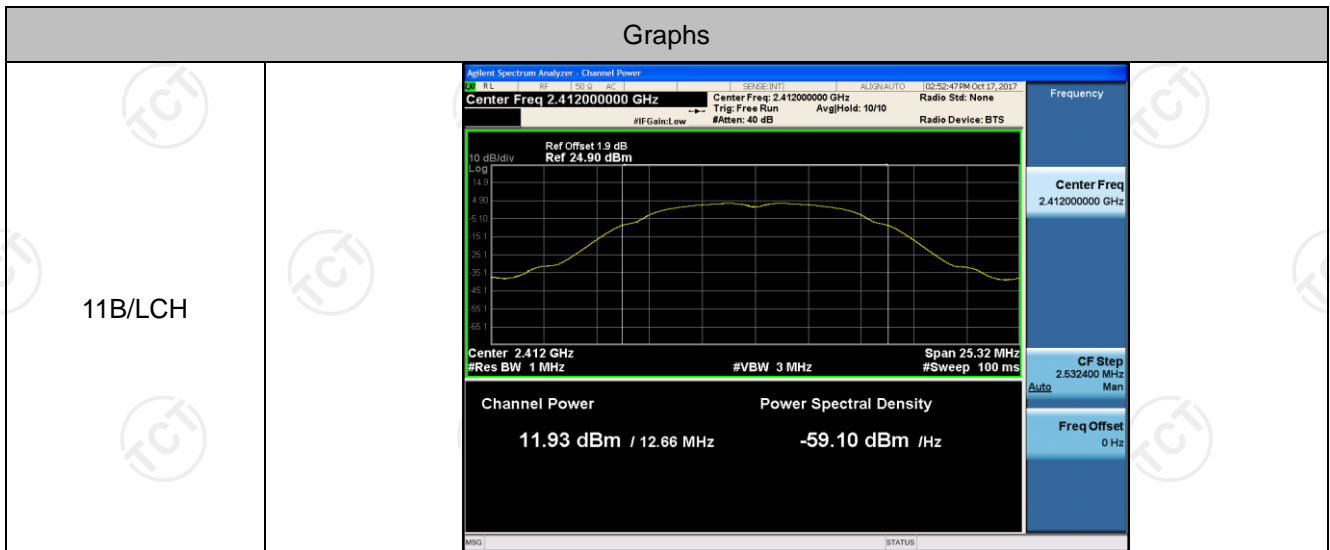 Graphs
11B/LCH
Agilent Spectrum Analyzer - Channel Power
RL RF 50 Ω AC SENSE:INT ALIGNAUTO 02:52:47 PM Oct 17, 2017
Center Freq 2.412000000 GHz
Center Freq: 2.412000000 GHz
Radio Std: None
Trig: Free Run Avg|Hold: 10/10
#IFGain:Low
#Atten: 40 dB
Radio Device: BTS
Ref Offset 1.9 dB
10 dB/div
Ref 24.90 dBm
Log
14.9
4.90
-5.10
-15.1
-25.1
-35.1
-45.1
-55.1
-65.1
Center 2.412 GHz
Span 25.32 MHz
#Res BW 1 MHz
#VBW 3 MHz
#Sweep 100 ms
Channel Power
Power Spectral Density
11.93 dBm / 12.66 MHz
-59.10 dBm /Hz
MSG
STATUS
Frequency
Center Freq
2.412000000 GHz
CF Step
2.532400 MHz
Auto Man
Freq Offset
0 Hz
TCT
TCT
TCT
TCT
TCT